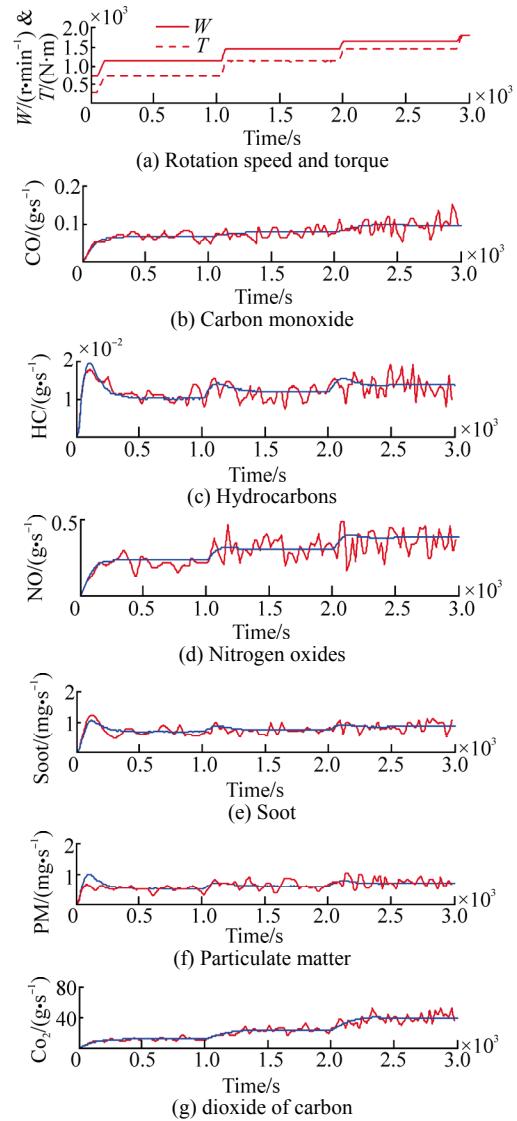 ×10³
W/(r•min⁻¹) &
T/(N•m)
2.0
1.5
1.0
0.5
W
T
0 0.5 1.0 1.5 2.0 2.5 3.0
×10³
Time/s
(a) Rotation speed and torque
CO/(g•s⁻¹)
0.2
0.1
0 0.5 1.0 1.5 2.0 2.5 3.0
×10³
Time/s
(b) Carbon monoxide
×10⁻²
HC/(g•s⁻¹)
2
1
0 0.5 1.0 1.5 2.0 2.5 3.0
×10³
Time/s
(c) Hydrocarbons
NO/(g•s⁻¹)
0.5
0 0.5 1.0 1.5 2.0 2.5 3.0
×10³
Time/s
(d) Nitrogen oxides
Soot/(mg•s⁻¹)
2
1
0 0.5 1.0 1.5 2.0 2.5 3.0
×10³
Time/s
(e) Soot
PM/(mg•s⁻¹)
2
1
0 0.5 1.0 1.5 2.0 2.5 3.0
×10³
Time/s
(f) Particulate matter
Co₂/(g•s⁻¹)
80
40
0 0.5 1.0 1.5 2.0 2.5 3.0
×10³
Time/s
(g) dioxide of carbon